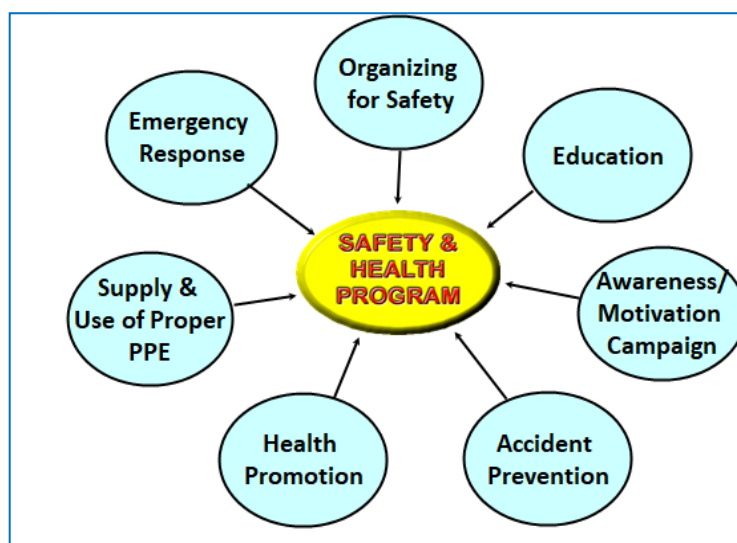 Organizing
for Safety
Emergency
Response
Education
SAFETY &
HEALTH
PROGRAM
Supply &
Use of Proper
PPE
Awareness/
Motivation
Campaign
Health
Promotion
Accident
Prevention